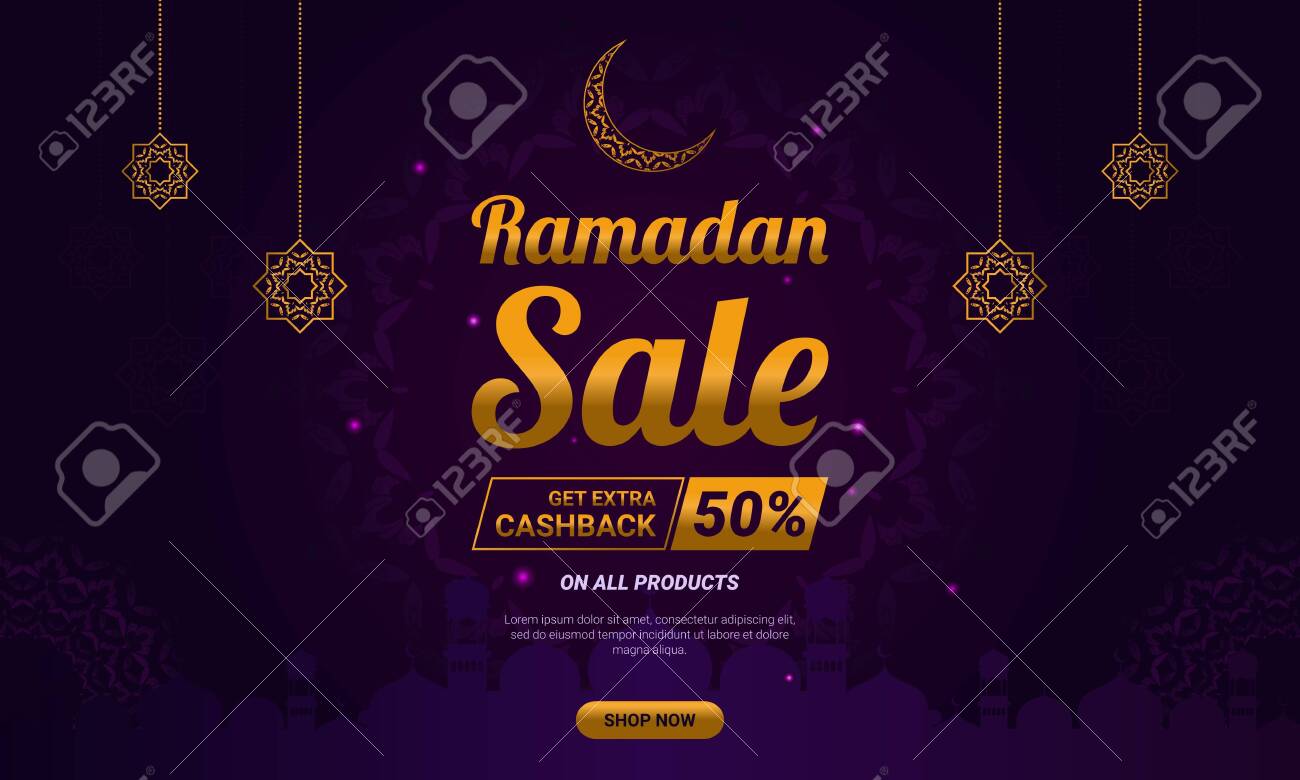 Ramadan
Sale
GET EXTRA
CASHBACK
50%
ON ALL PRODUCTS
Lorem ipsum dolor sit amet, consectetur adipiscing elit,
sed do eiusmod tempor incididunt ut labore et dolore
magna aliqua.
SHOP NOW
123RF
123RF
123RF
123RF